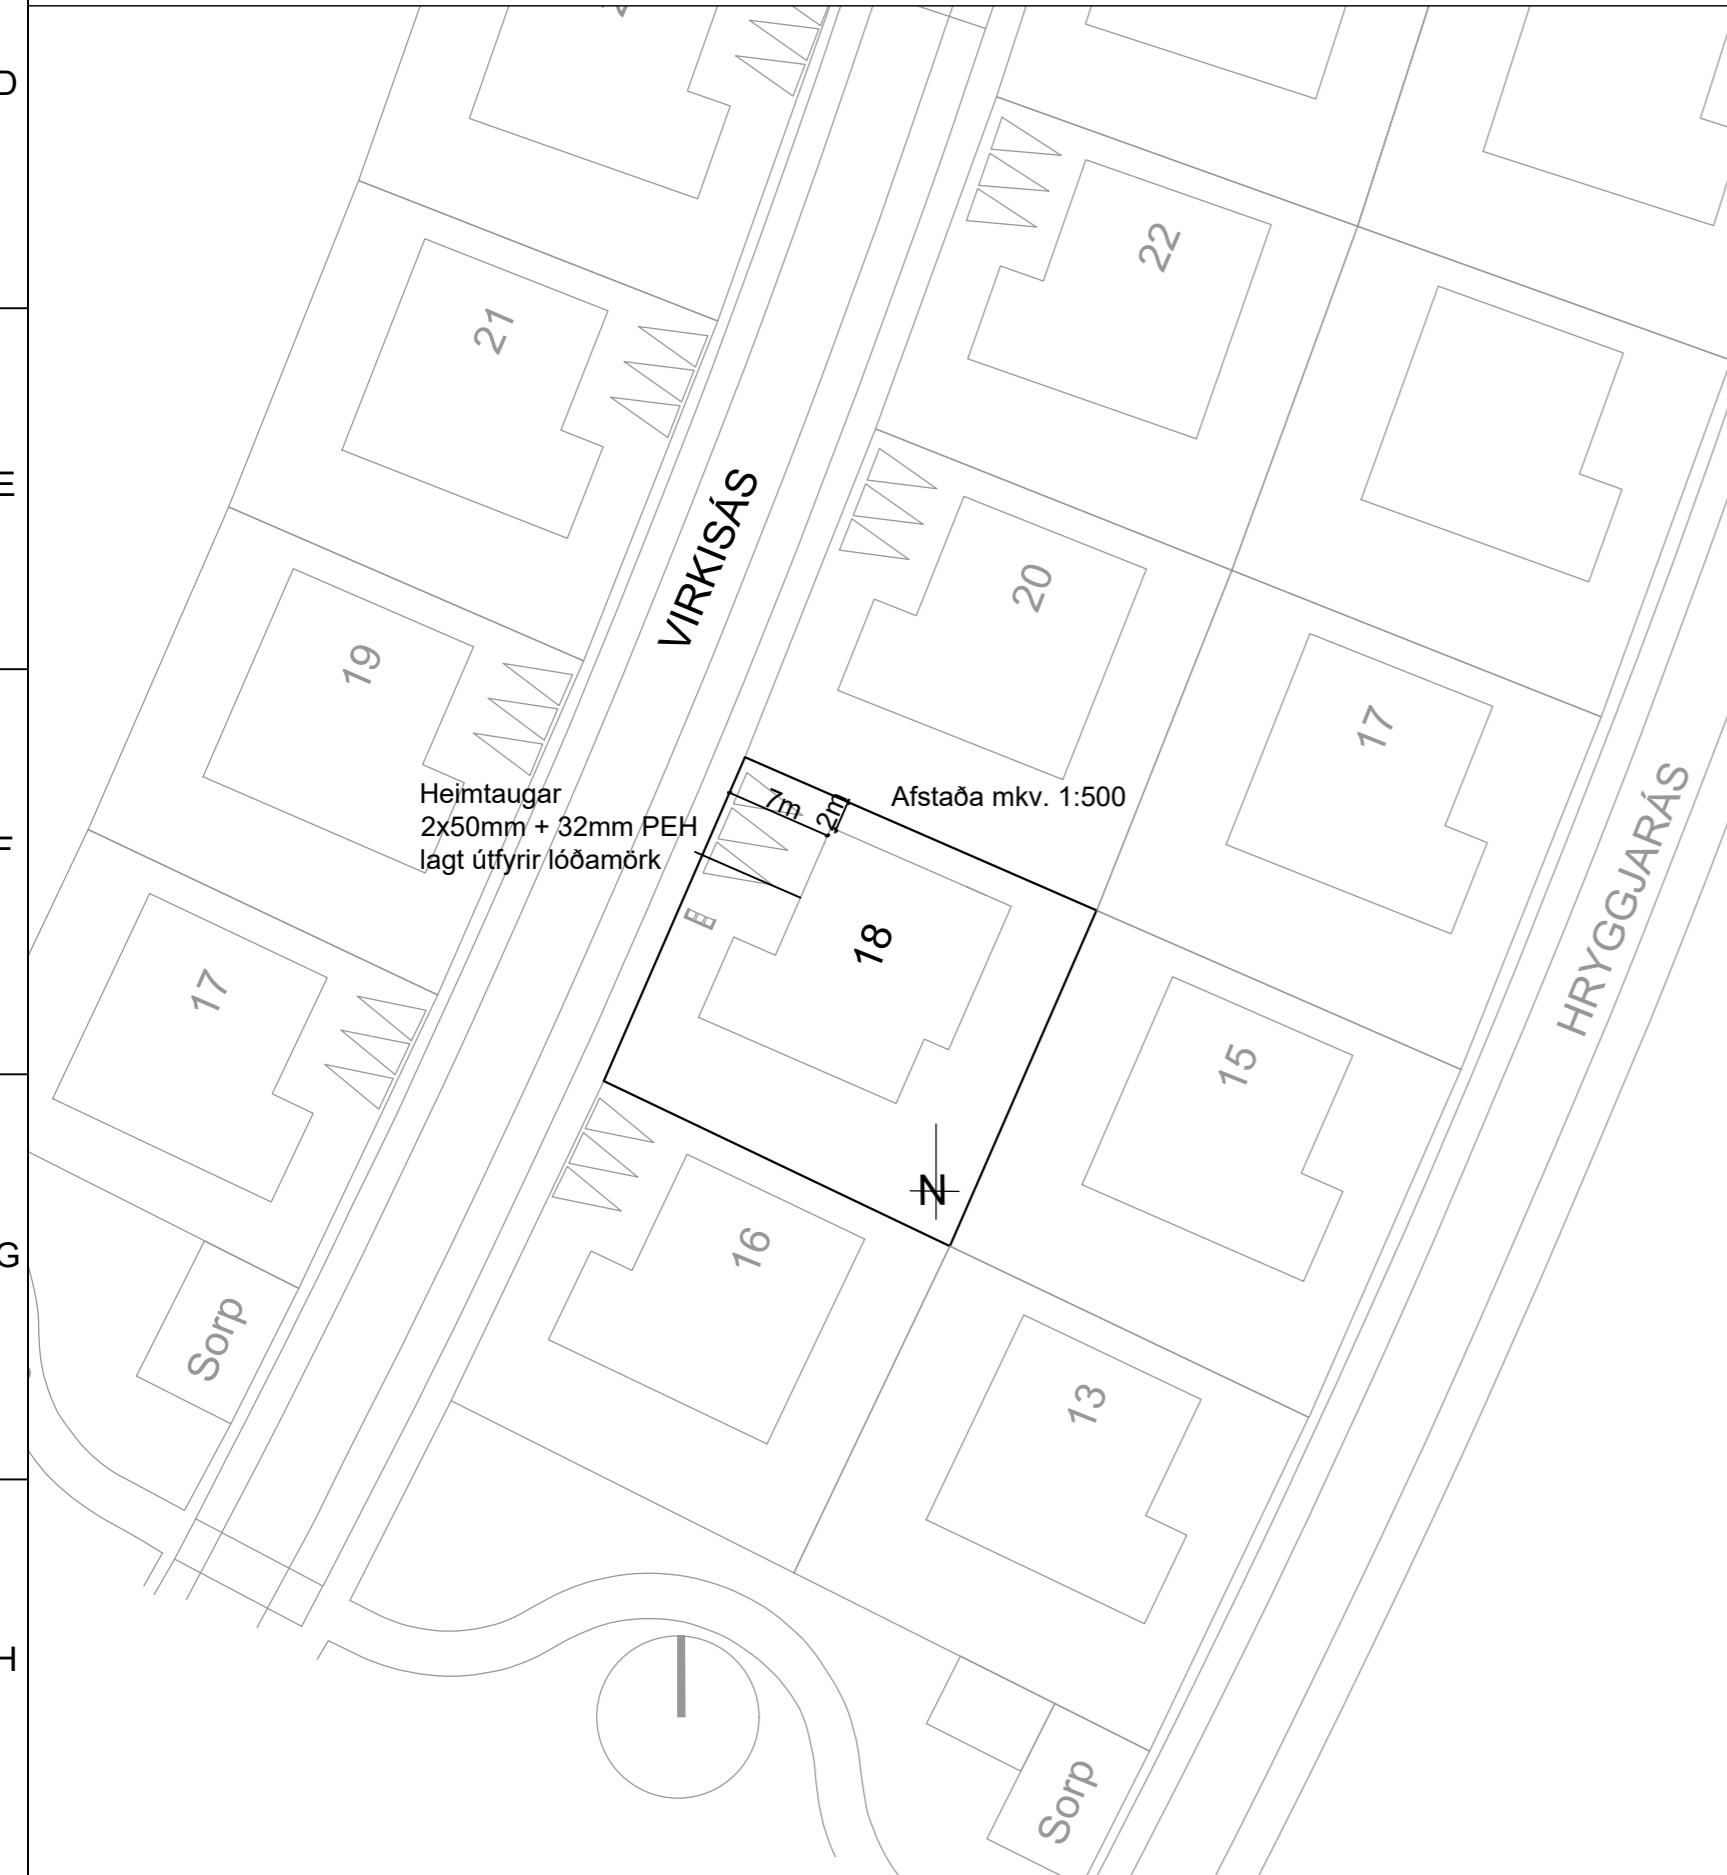 D
E
F
G
H
22
21
VIRKISÁS
20
19
17
Heimtaugar
2x50mm + 32mm PEH
lagt útfyrir lóðamörk
7m
2m
Afstaða mkv. 1:500
HRYGGJARÁS
18
17
15
N
16
Sorp
13
Sorp